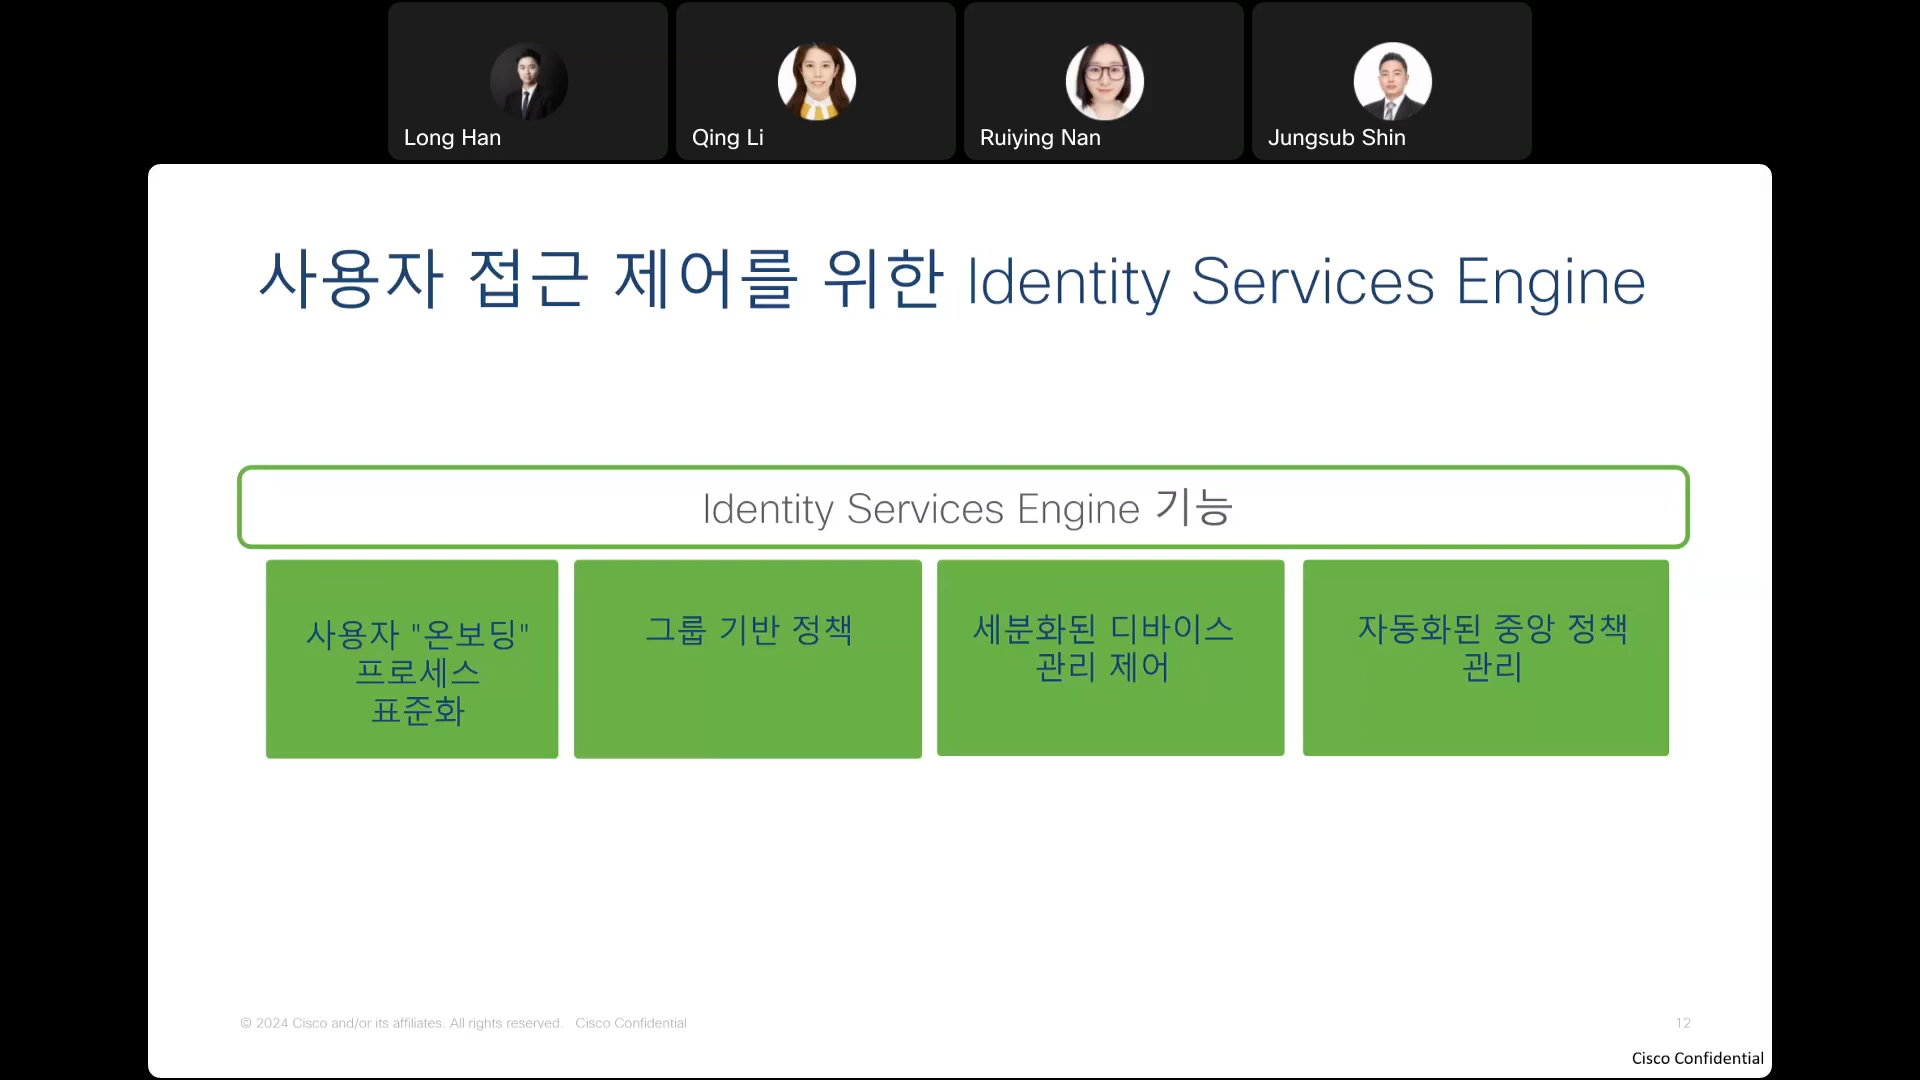 Long Han
Qing Li
Ruiying Nan
Jungsub Shin
사용자 접근 제어를 위한 Identity Services Engine
Identity Services Engine 기능
사용자 "온보딩"
프로세스
표준화
그룹 기반 정책
세분화된 디바이스
관리 제어
자동화된 중앙 정책
관리
© 2024 Cisco and/or its affiliates. All rights reserved. Cisco Confidential
12
Cisco Confidential